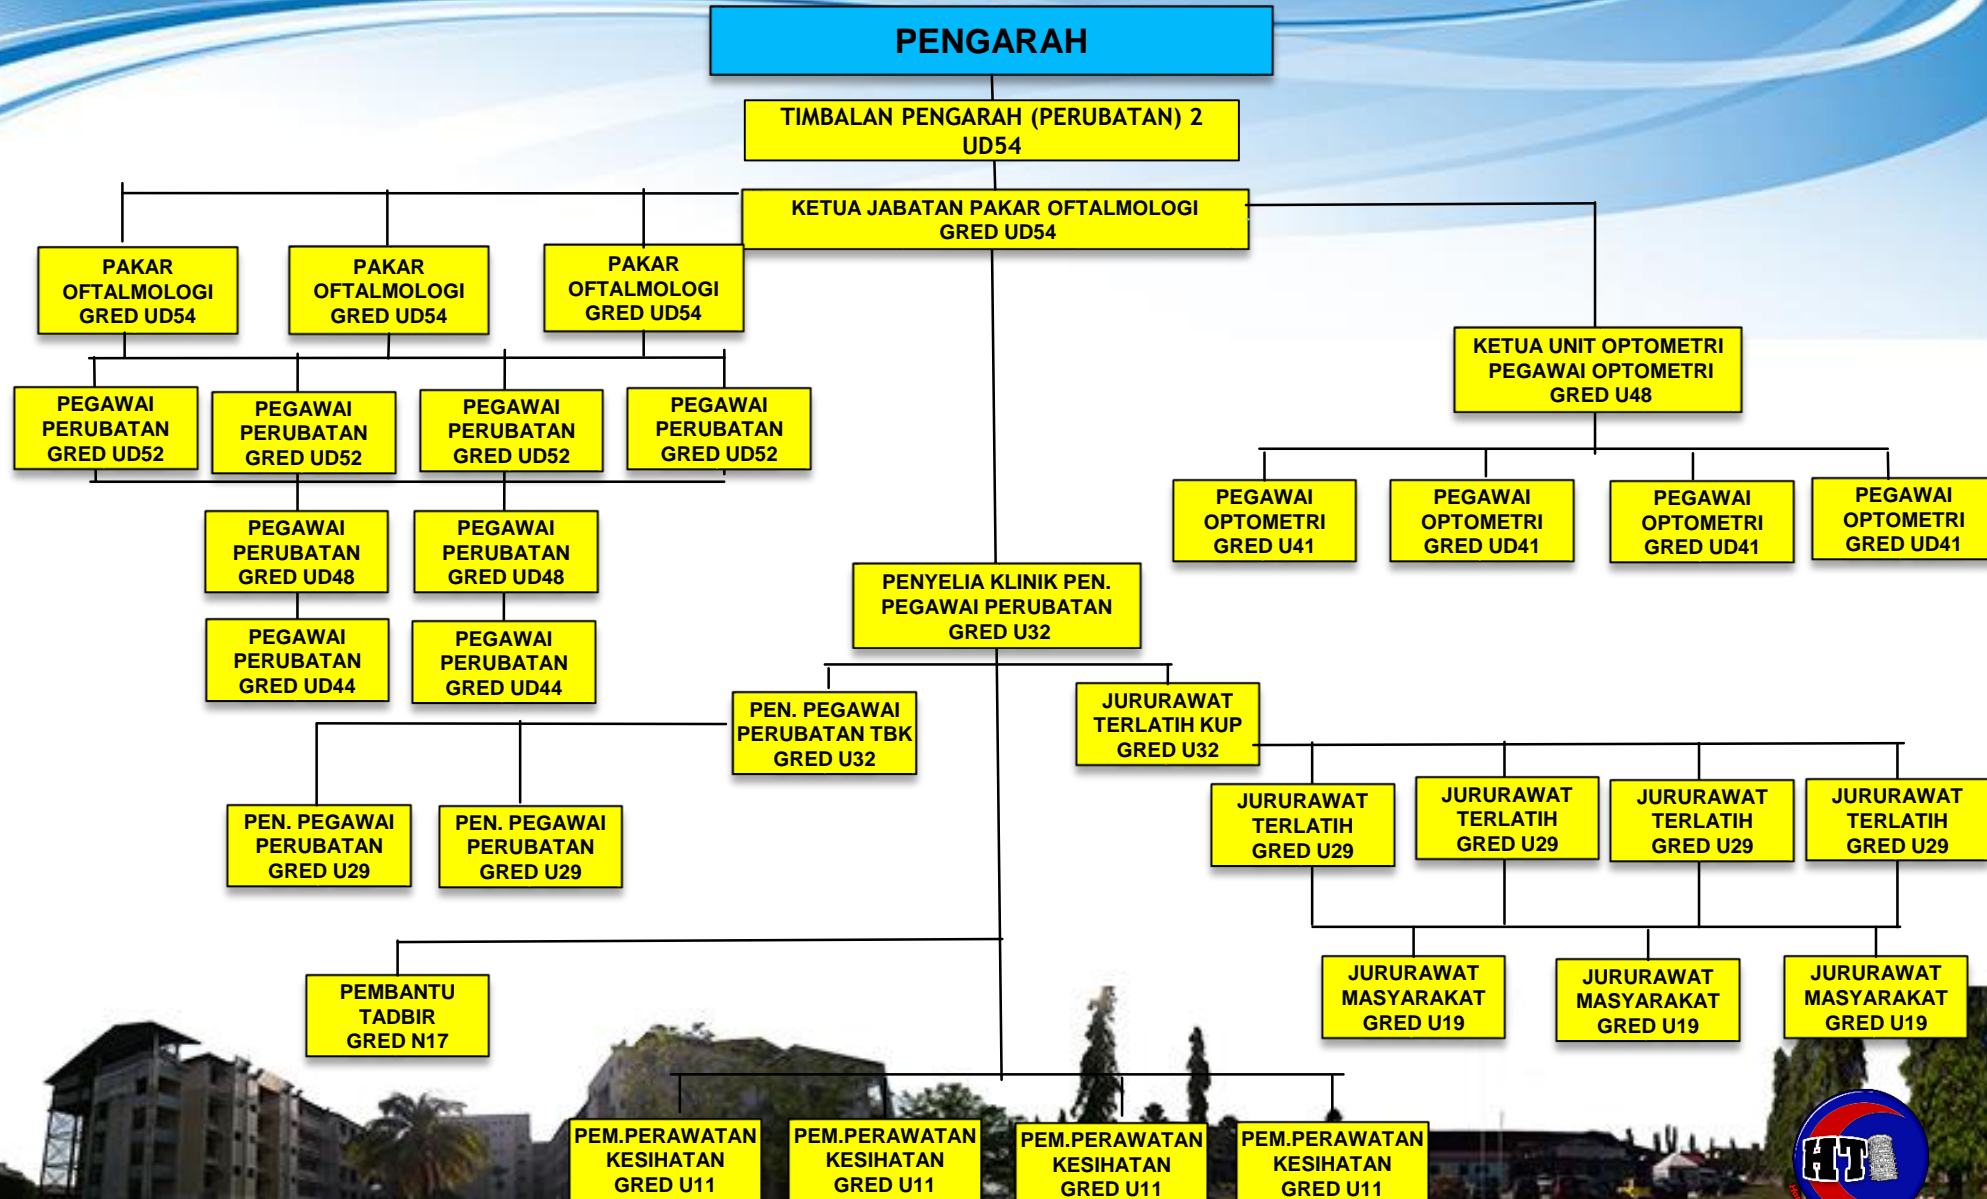 PENGARAH
TIMBALAN PENGARAH (PERUBATAN) 2
UD54
KETUA JABATAN PAKAR OFTALMOLOGI
GRED UD54
PAKAR
OFTALMOLOGI
GRED UD54
PAKAR
OFTALMOLOGI
GRED UD54
PAKAR
OFTALMOLOGI
GRED UD54
KETUA UNIT OPTOMETRI
PEGAWAI OPTOMETRI
GRED U48
PEGAWAI
PERUBATAN
GRED UD52
PEGAWAI
PERUBATAN
GRED UD52
PEGAWAI
PERUBATAN
GRED UD52
PEGAWAI
PERUBATAN
GRED UD52
PEGAWAI
OPTOMETRI
GRED U41
PEGAWAI
OPTOMETRI
GRED UD41
PEGAWAI
OPTOMETRI
GRED UD41
PEGAWAI
OPTOMETRI
GRED UD41
PEGAWAI
PERUBATAN
GRED UD48
PEGAWAI
PERUBATAN
GRED UD48
PENYELIA KLINIK PEN.
PEGAWAI PERUBATAN
GRED U32
PEGAWAI
PERUBATAN
GRED UD44
PEGAWAI
PERUBATAN
GRED UD44
PEN. PEGAWAI
PERUBATAN TBK
GRED U32
JURURAWAT
TERLATIH KUP
GRED U32
PEN. PEGAWAI
PERUBATAN
GRED U29
PEN. PEGAWAI
PERUBATAN
GRED U29
JURURAWAT
TERLATIH
GRED U29
JURURAWAT
TERLATIH
GRED U29
JURURAWAT
TERLATIH
GRED U29
JURURAWAT
TERLATIH
GRED U29
PEMBANTU
TADBIR
GRED N17
JURURAWAT
MASYARAKAT
GRED U19
JURURAWAT
MASYARAKAT
GRED U19
JURURAWAT
MASYARAKAT
GRED U19
PEM.PERAWATAN
KESIHATAN
GRED U11
PEM.PERAWATAN
KESIHATAN
GRED U11
PEM.PERAWATAN
KESIHATAN
GRED U11
PEM.PERAWATAN
KESIHATAN
GRED U11
HT